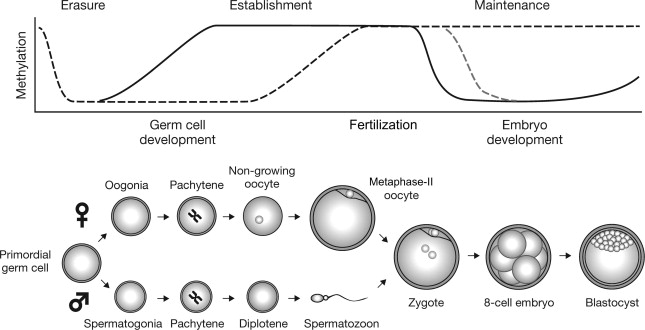 Erasure Establishment Maintenance
Methylation
Germ cell
development
Fertilization
Embryo
development
Non-growing
oocyte
Oogonia Pachytene
Metaphase-II
oocyte
♀
Primordial
germ cell
♂
Zygote 8-cell embryo Blastocyst
Spermatogonia Pachytene Diplotene Spermatozoon